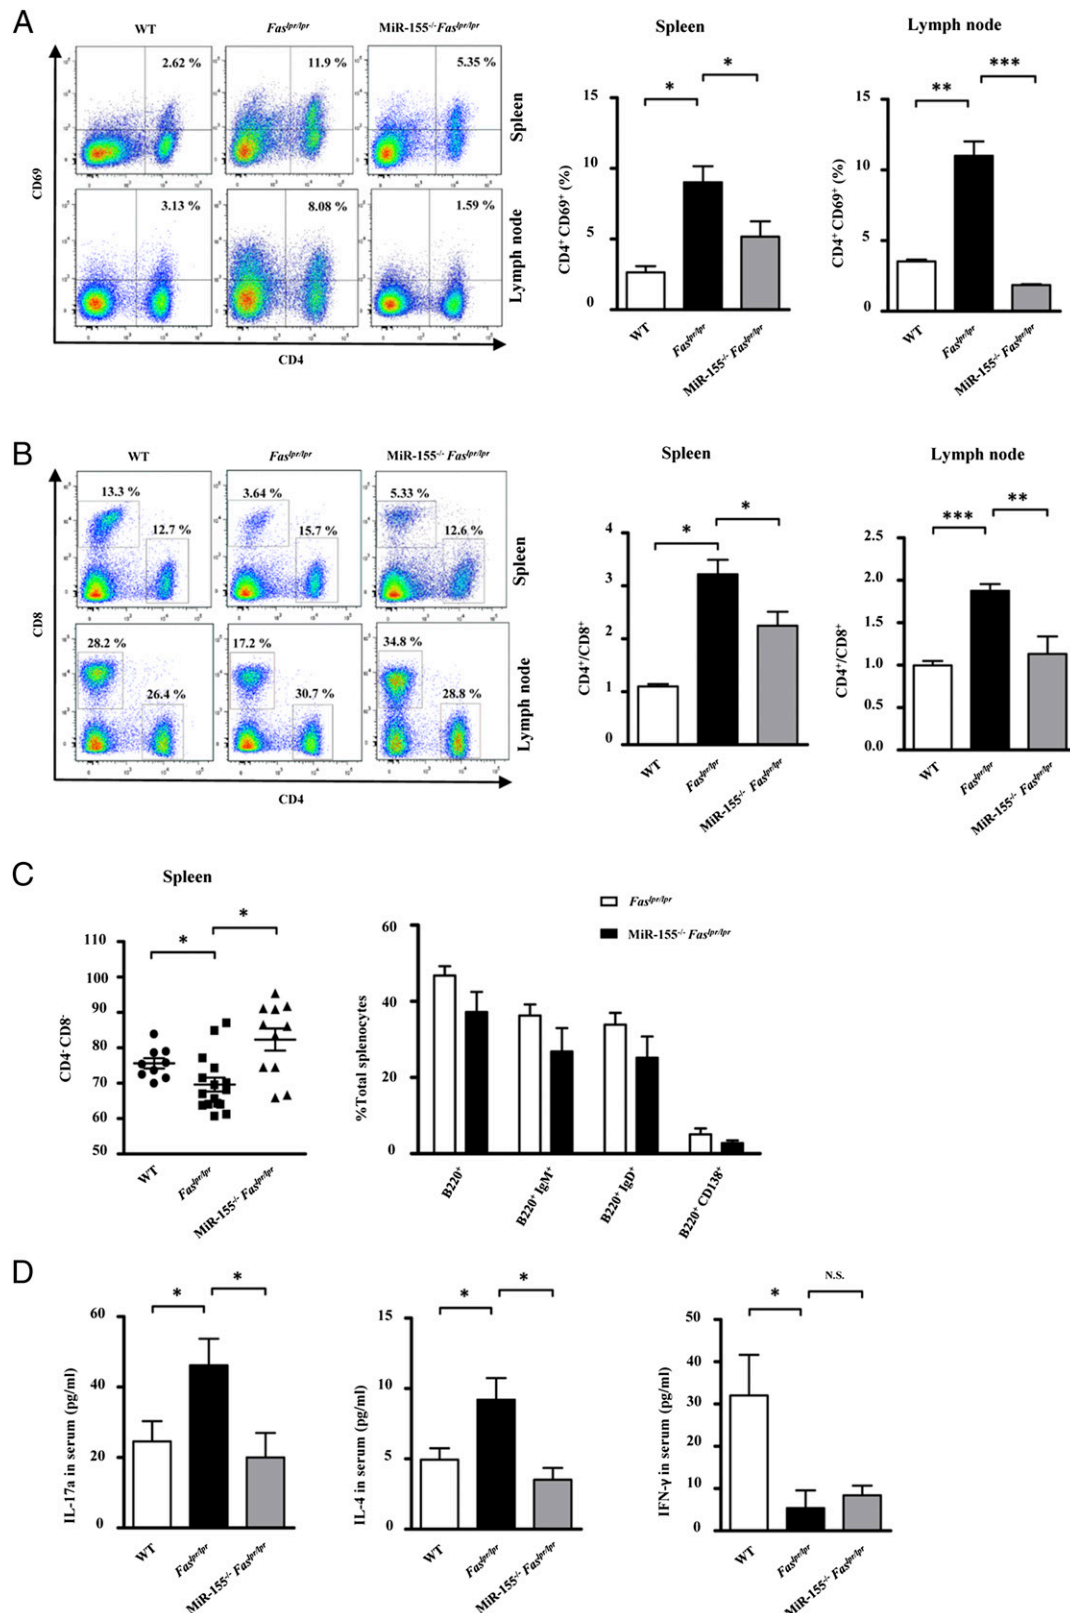 A
WT
Fas^lpr/lpr
MiR-155^-/- Fas^lpr/lpr
2.62 %
11.9 %
5.35 %
Spleen
3.13 %
8.08 %
1.59 %
Lymph node
CD69
CD4
Spleen
*
*
15
10
5
0
CD4⁺ CD69⁺ (%)
WT
Fas^lpr/lpr
MiR-155^-/- Fas^lpr/lpr
Lymph node
**
***
15
10
5
0
CD4⁺ CD69⁺ (%)
WT
Fas^lpr/lpr
MiR-155^-/- Fas^lpr/lpr
B
WT
Fas^lpr/lpr
MiR-155^-/- Fas^lpr/lpr
13.3 %
12.7 %
3.64 %
15.7 %
5.33 %
12.6 %
Spleen
28.2 %
26.4 %
17.2 %
30.7 %
34.8 %
28.8 %
Lymph node
CD8
CD4
Spleen
*
*
4
3
2
1
0
CD4⁺/CD8⁺
WT
Fas^lpr/lpr
MiR-155^-/- Fas^lpr/lpr
Lymph node
***
**
2.5
2.0
1.5
1.0
0.5
0.0
CD4⁺/CD8⁺
WT
Fas^lpr/lpr
MiR-155^-/- Fas^lpr/lpr
C
Spleen
*
*
110
100
90
80
70
60
50
CD4⁻ CD8⁻
WT
Fas^lpr/lpr
MiR-155^-/- Fas^lpr/lpr
Fas^lpr/lpr
MiR-155^-/- Fas^lpr/lpr
60
40
20
0
%Total splenocytes
B220⁺
B220⁺ IgM⁺
B220⁺ IgD⁺
B220⁺ CD138⁺
D
*
*
60
40
20
0
IL-17a in serum (pg/ml)
WT
Fas^lpr/lpr
MiR-155^-/- Fas^lpr/lpr
*
*
15
10
5
0
IL-4 in serum (pg/ml)
WT
Fas^lpr/lpr
MiR-155^-/- Fas^lpr/lpr
*
N.S.
50
40
30
20
10
0
IFN-γ in serum (pg/ml)
WT
Fas^lpr/lpr
MiR-155^-/- Fas^lpr/lpr